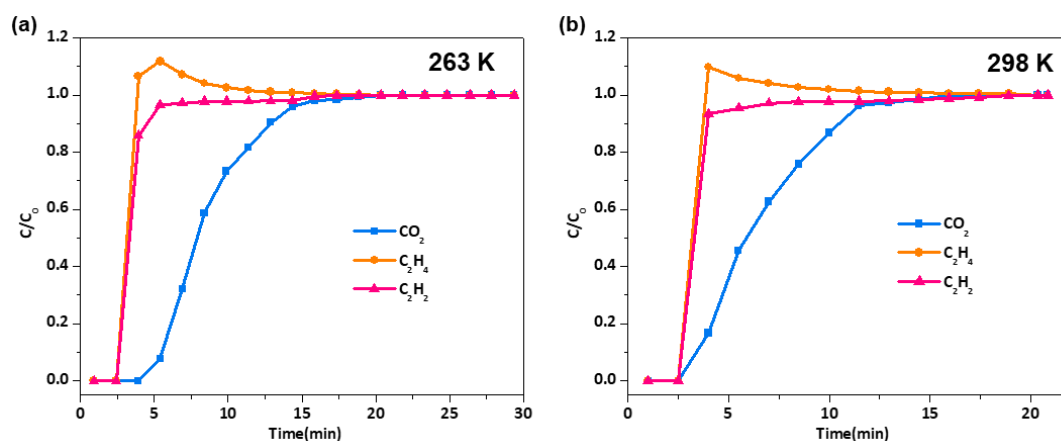 (a)
263 K
1.2
1.0
0.8
0.6
0.4
0.2
0.0
C/C₀
CO₂
C₂H₄
C₂H₂
0 5 10 15 20 25 30
Time(min)
(b)
298 K
1.2
1.0
0.8
0.6
0.4
0.2
0.0
C/C₀
CO₂
C₂H₄
C₂H₂
0 5 10 15 20
Time(min)